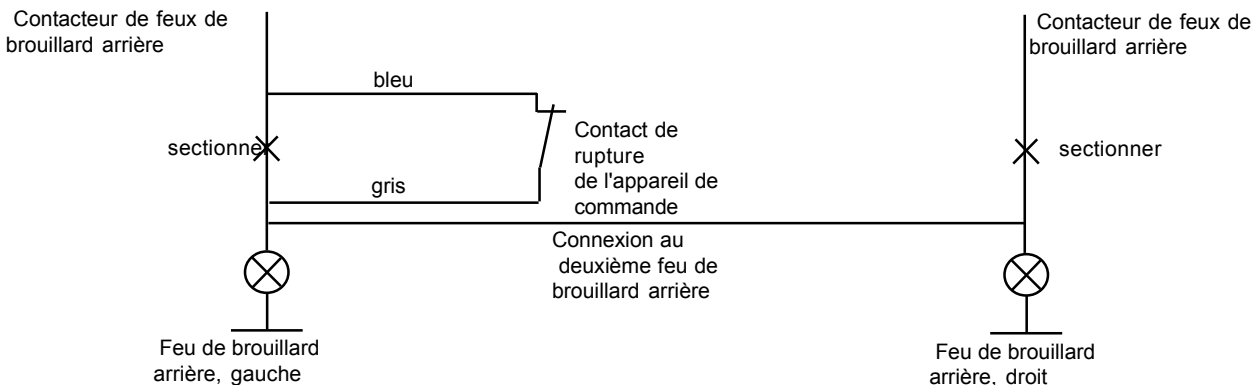 Contacteur de feux de
brouillard arrière
Contacteur de feux de
brouillard arrière
bleu
sectionne
Contact de
rupture
de l'appareil de
commande
sectionner
gris
Connexion au
deuxième feu de
brouillard arrière
Feu de brouillard
arrière, gauche
Feu de brouillard
arrière, droit